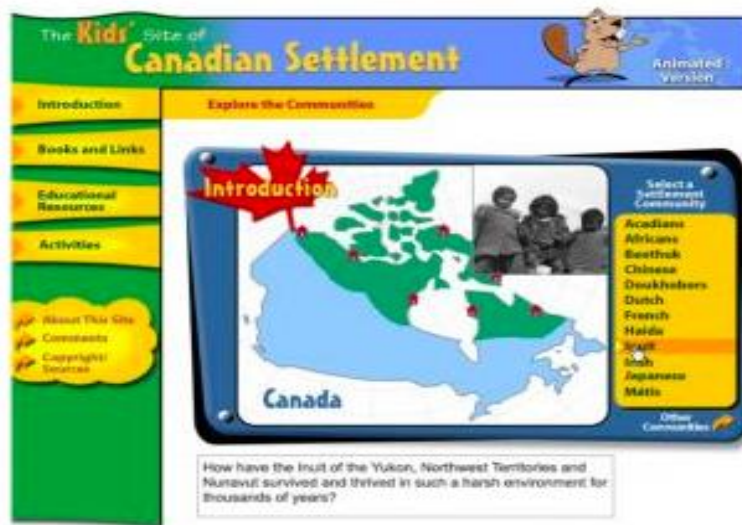 The Kids' Site of
Canadian Settlement
Animated
Version
Introduction
Books and Links
Educational
Resources
Activities
About This Site
Comments
Copyright/
Sources
Explore the Communities
Introduction
Canada
Select a
Settlement
Community
Acadians
Africans
Beothuk
Chinese
Doukhobors
Dutch
French
Haida
Inuit
Irish
Japanese
Métis
Other
Communities
How have the Inuit of the Yukon, Northwest Territories and
Nunavut survived and thrived in such a harsh environment for
thousands of years?